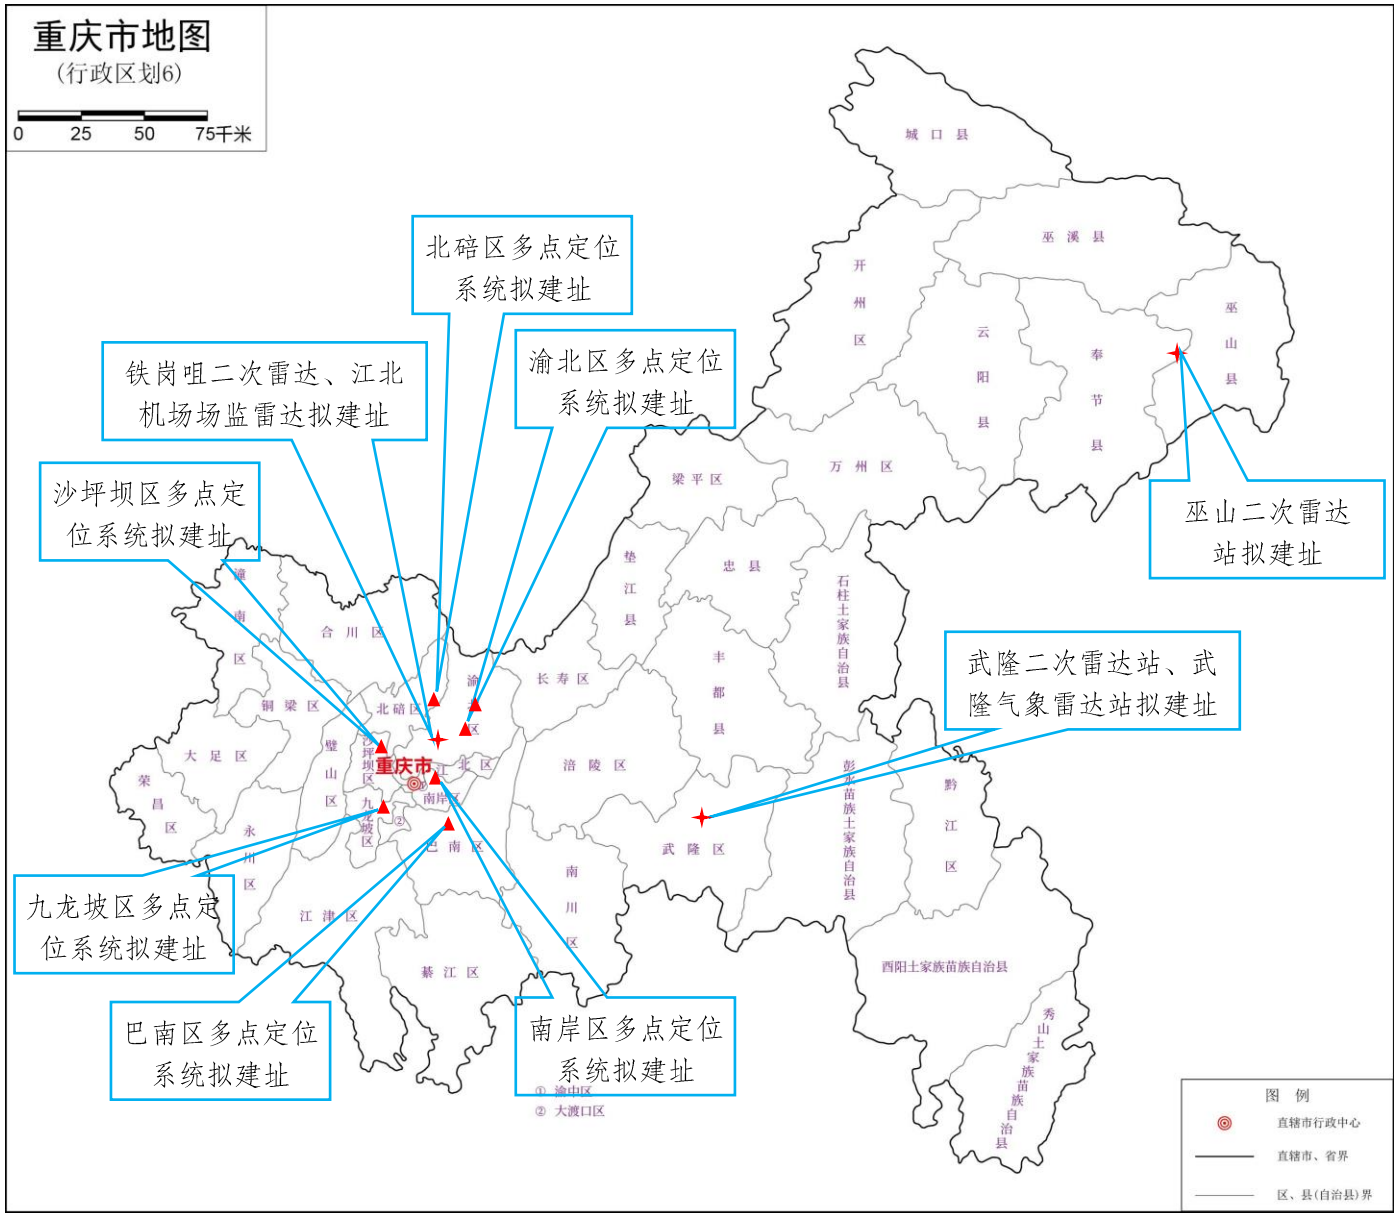 重庆市地图
(行政区划6)
0 25 50 75千米
城口县
巫溪县
开州区
云阳县
奉节县
巫山县
北碚区多点定位
系统拟建址
渝北区多点定位
系统拟建址
铁岗咀二次雷达、江北
机场场监雷达拟建址
沙坪坝区多点定
位系统拟建址
巫山二次雷达
站拟建址
梁平区
万州区
垫江县
忠县
石柱土家族自治县
潼南区
合川区
丰都县
武隆二次雷达站、武
隆气象雷达站拟建址
长寿区
渝北区
北碚区
铜梁区
大足区
璧山区
沙坪坝区
重庆市
江北区
涪陵区
荣昌区
九龙坡区
南岸区
②
永川区
巴南区
武隆区
彭水苗族土家族自治县
黔江区
南川区
九龙坡区多点定
位系统拟建址
江津区
綦江区
酉阳土家族苗族自治县
巴南区多点定位
系统拟建址
南岸区多点定位
系统拟建址
秀山土家族苗族自治县
① 渝中区
② 大渡口区
图例
直辖市行政中心
直辖市、省界
区、县(自治县)界